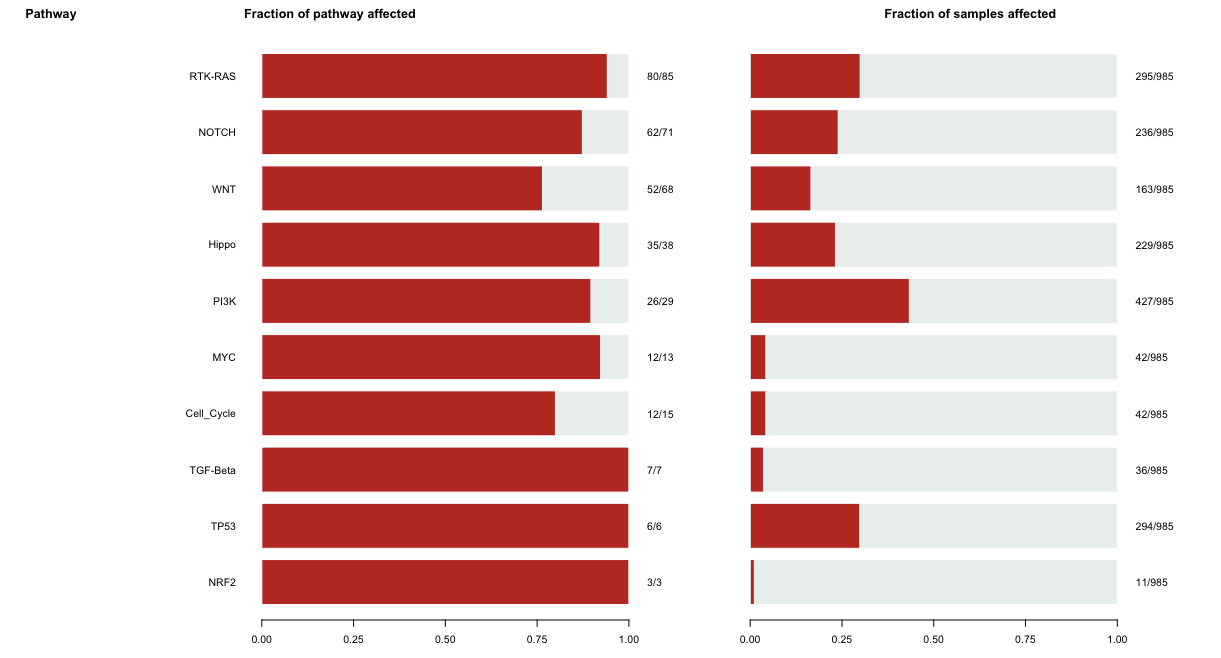 Pathway Fraction of pathway affected Fraction of samples affected
RTK-RAS 80/85 295/985
NOTCH 62/71 236/985
WNT 52/68 163/985
Hippo 35/38 229/985
PI3K 26/29 427/985
MYC 12/13 42/985
Cell_Cycle 12/15 42/985
TGF-Beta 7/7 36/985
TP53 6/6 294/985
NRF2 3/3 11/985
0.00 0.25 0.50 0.75 1.00 0.00 0.25 0.50 0.75 1.00